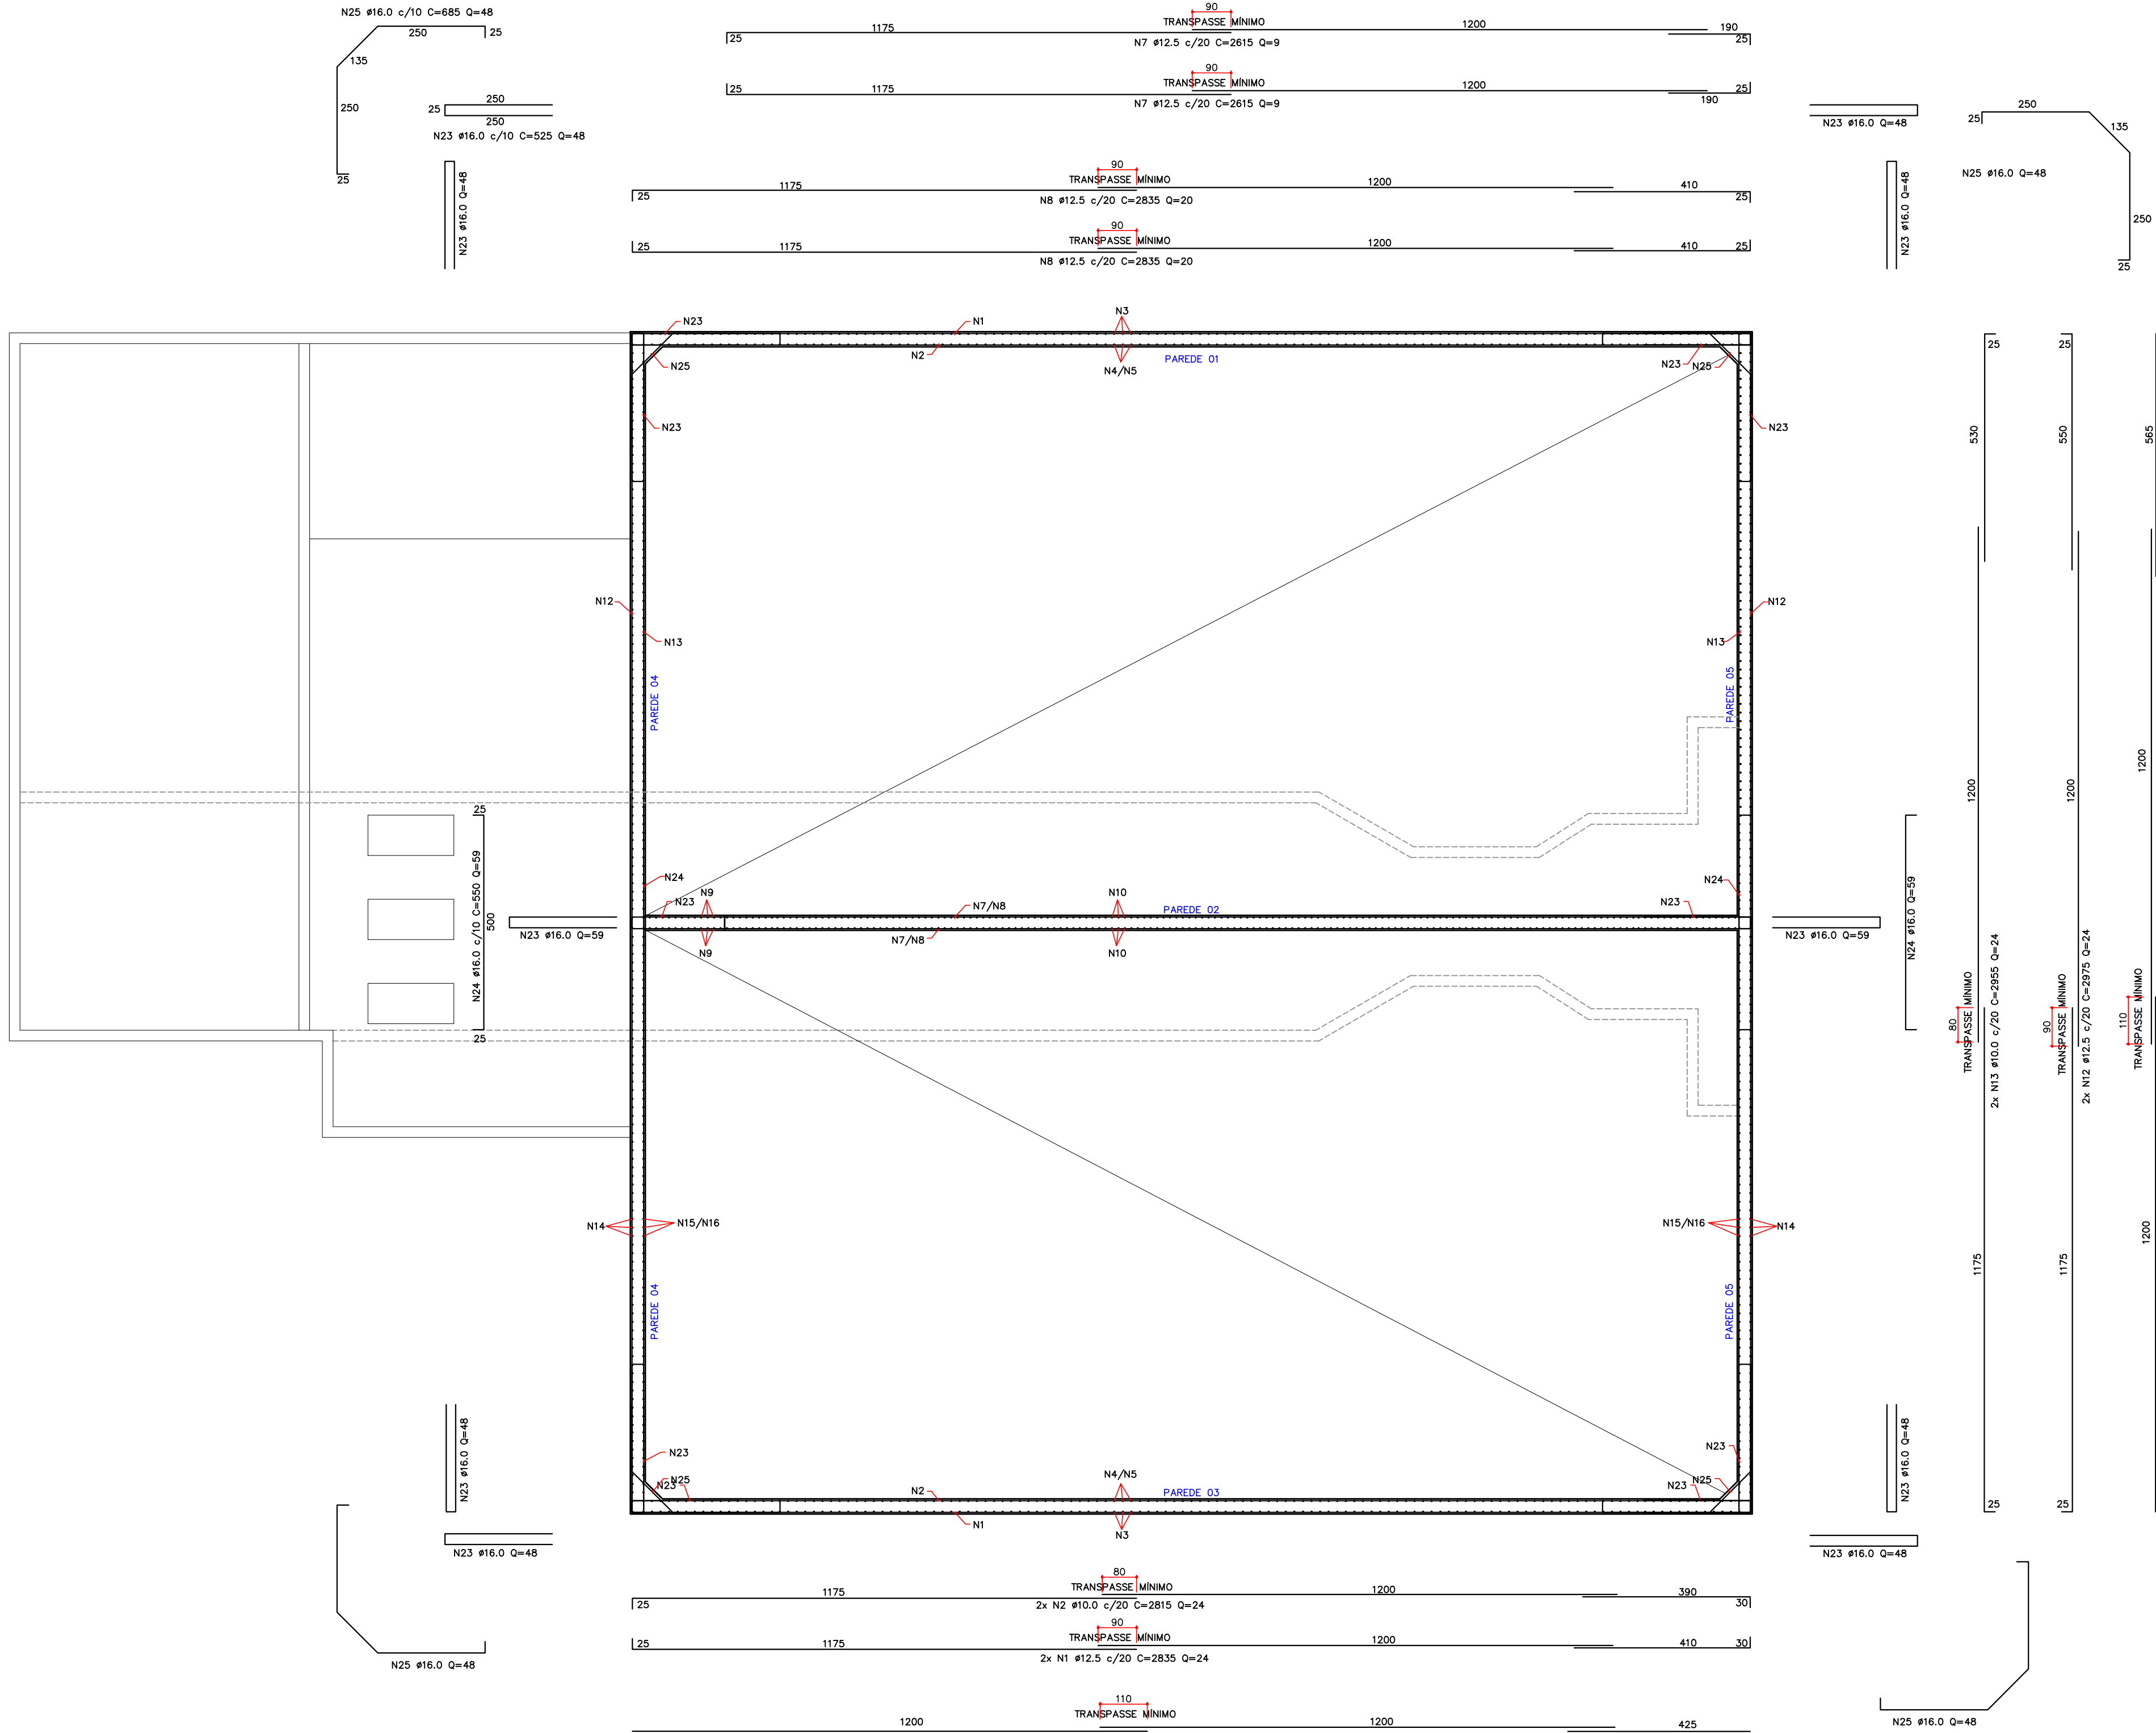 N25 ø16.0 c/10 C=685 Q=48
250
25
135
250
25
250
25
250
N23 ø16.0 c/10 C=525 Q=48
N23 ø16.0 Q=48
90
TRANSPASSE MÍNIMO
1175
1200
190
25
25
N7 ø12.5 c/20 C=2615 Q=9
90
TRANSPASSE MÍNIMO
1175
1200
190
25
25
N7 ø12.5 c/20 C=2615 Q=9
90
TRANSPASSE MÍNIMO
1175
1200
410
25
25
N8 ø12.5 c/20 C=2835 Q=20
90
TRANSPASSE MÍNIMO
1175
1200
410
25
25
N8 ø12.5 c/20 C=2835 Q=20
N23 ø16.0 Q=48
N23 ø16.0 Q=48
250
25
135
N25 ø16.0 Q=48
250
25
N23
N1
N3
N2
N4/N5
PAREDE 01
N25
N23
N25
N23
N23
N12
N13
PAREDE 04
N12
N13
PAREDE 05
25
N24 ø16.0 c/10 C=550 Q=59
500
25
N23 ø16.0 Q=59
N24
N9
N23
N7/N8
N10
PAREDE 02
N24
N23
N7/N8
N9
N10
N23 ø16.0 Q=59
N24 ø16.0 Q=59
N14
N15/N16
PAREDE 04
N15/N16
N14
PAREDE 05
N23
N25
N23
N2
N1
N4/N5
N3
PAREDE 03
N23
N25
N23
25
530
1200
80
TRANSPASSE MÍNIMO
2x N13 ø10.0 c/20 C=2955 Q=24
1175
25
25
550
1200
90
TRANSPASSE MÍNIMO
2x N12 ø12.5 c/20 C=2975 Q=24
1175
25
565
1200
110
TRANSPASSE MÍNIMO
1200
N23 ø16.0 Q=48
N23 ø16.0 Q=48
N25 ø16.0 Q=48
80
TRANSPASSE MÍNIMO
1175
1200
390
25
30
2x N2 ø10.0 c/20 C=2815 Q=24
90
TRANSPASSE MÍNIMO
1175
1200
410
25
30
2x N1 ø12.5 c/20 C=2835 Q=24
110
TRANSPASSE MÍNIMO
1200
1200
425
N23 ø16.0 Q=48
N23 ø16.0 Q=48
N25 ø16.0 Q=48